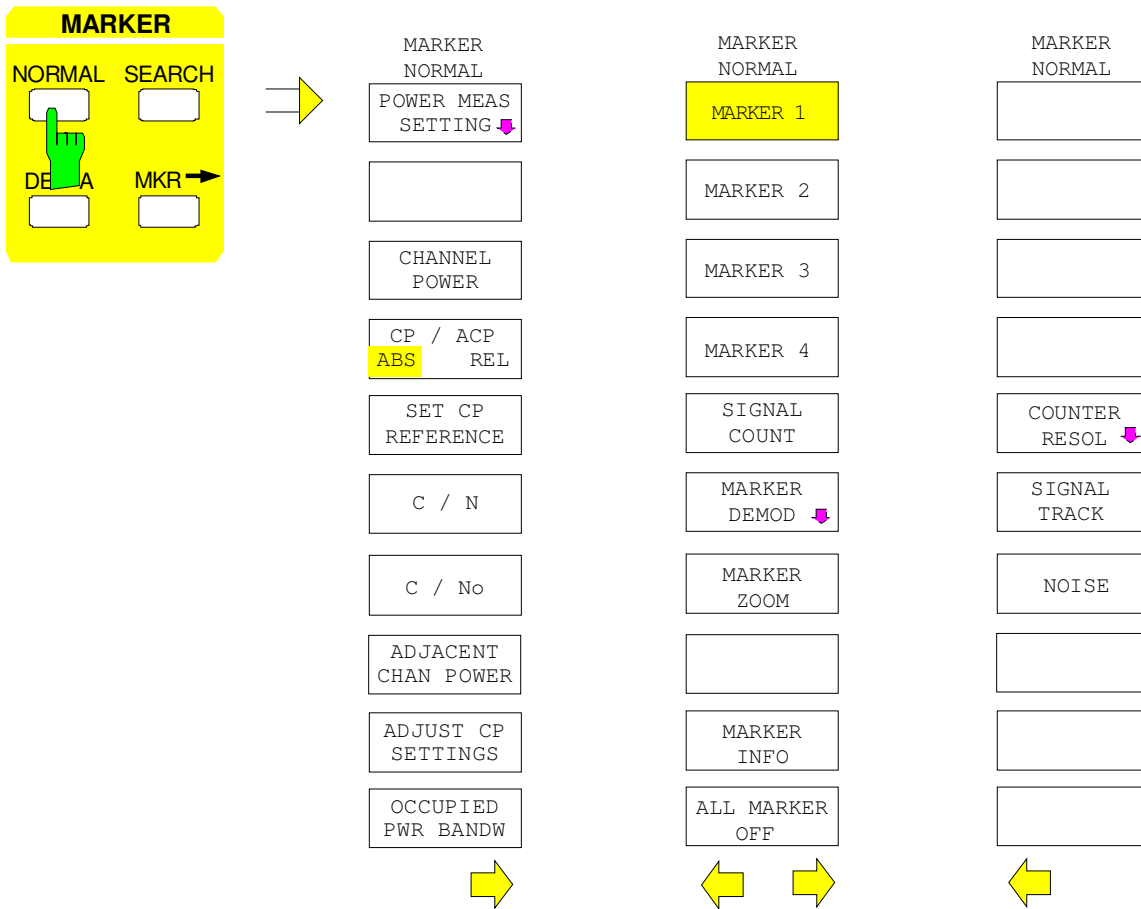 MARKER
NORMAL SEARCH
MKR
MARKER
NORMAL
POWER MEAS
SETTING
CHANNEL
POWER
CP / ACP
ABS REL
SET CP
REFERENCE
C / N
C / No
ADJACENT
CHAN POWER
ADJUST CP
SETTINGS
OCCUPIED
PWR BANDW
MARKER
NORMAL
MARKER 1
MARKER 2
MARKER 3
MARKER 4
SIGNAL
COUNT
MARKER
DEMOD
MARKER
ZOOM
MARKER
INFO
ALL MARKER
OFF
MARKER
NORMAL
COUNTER
RESOL
SIGNAL
TRACK
NOISE